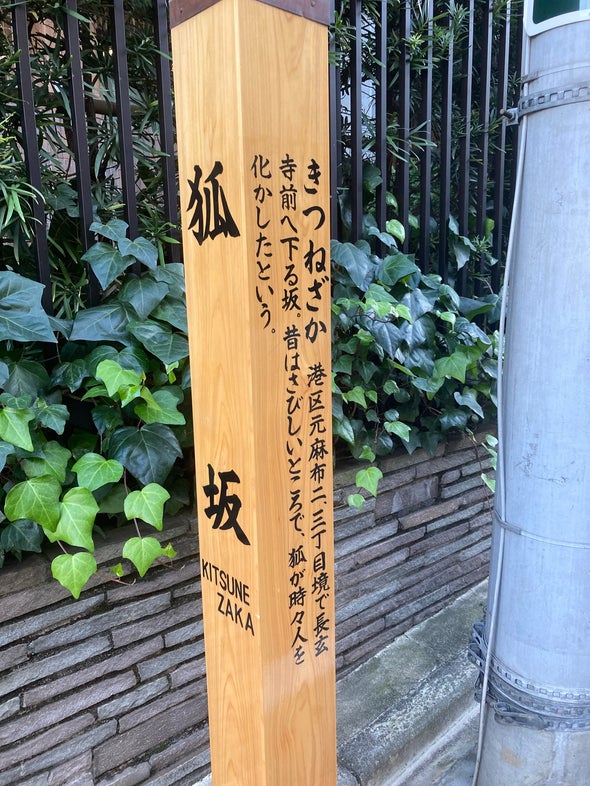 狐坂
KITSUNE
ZAKA
きつねざか 港区元麻布二、三丁目境で長玄
寺前へ下る坂。昔はさびしいところで、狐が時々人を
化かしたという。